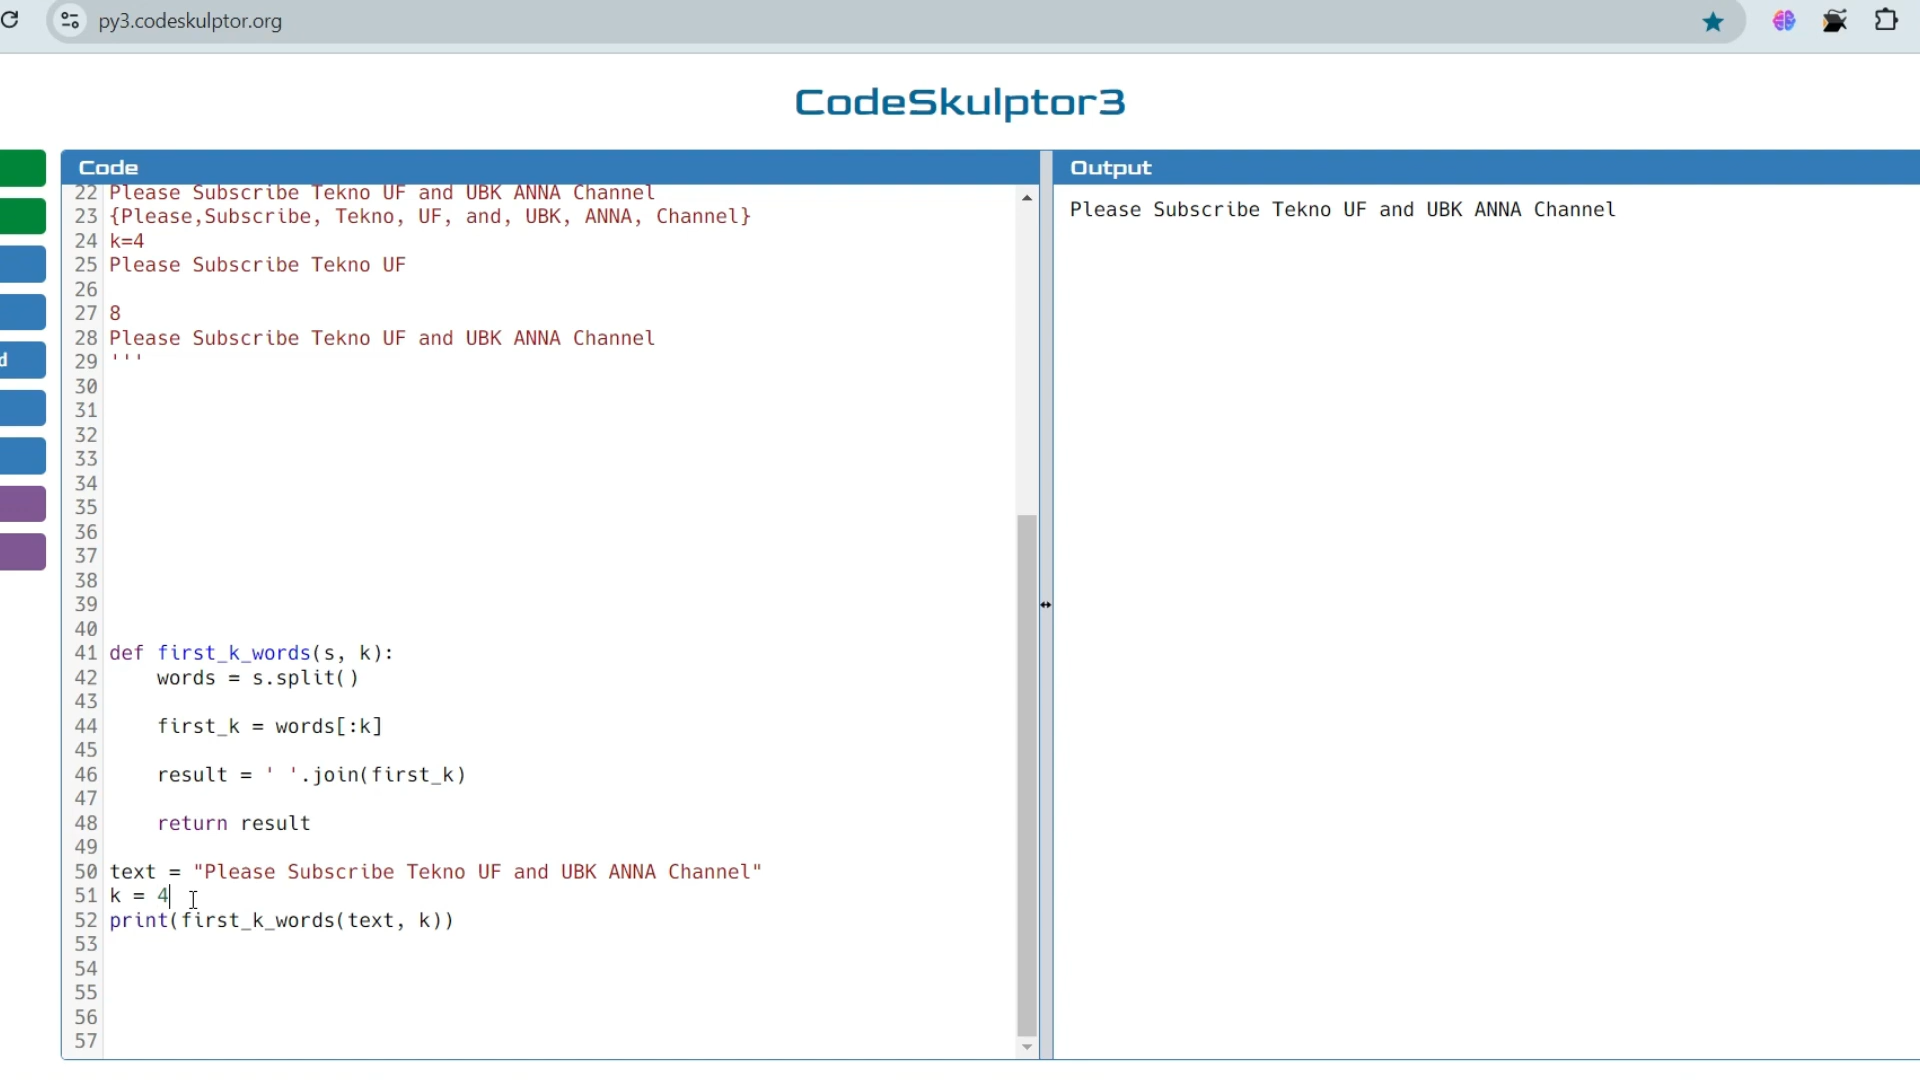 py3.codeskulptor.org
CodeSkulptor3
Code
22 Please Subscribe Tekno UF and UBK ANNA Channel
23 {Please,Subscribe, Tekno, UF, and, UBK, ANNA, Channel}
24 k=4
25 Please Subscribe Tekno UF
26
27 8
28 Please Subscribe Tekno UF and UBK ANNA Channel
29 '''
30
31
32
33
34
35
36
37
38
39
40
41 def first_k_words(s, k):
42 words = s.split()
43
44 first_k = words[:k]
45
46 result = ' '.join(first_k)
47
48 return result
49
50 text = "Please Subscribe Tekno UF and UBK ANNA Channel"
51 k = 4
52 print(first_k_words(text, k))
53
54
55
56
57
d
Output
Please Subscribe Tekno UF and UBK ANNA Channel